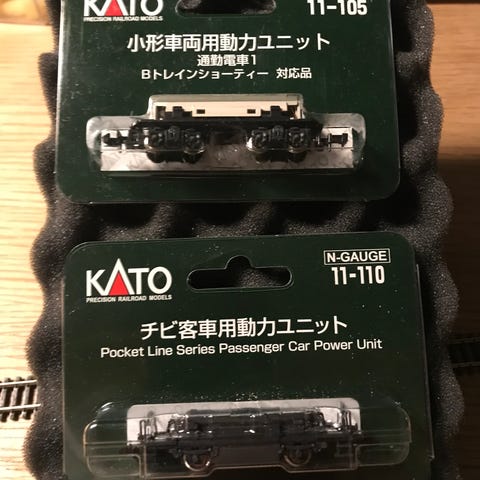 KATO
PRECISION RAILROAD MODELS
11-105
小形車両用動力ユニット
通勤電車1
Bトレインショーティー 対応品
KATO
PRECISION RAILROAD MODELS
N-GAUGE
11-110
チビ客車用動力ユニット
Pocket Line Series Passenger Car Power Unit